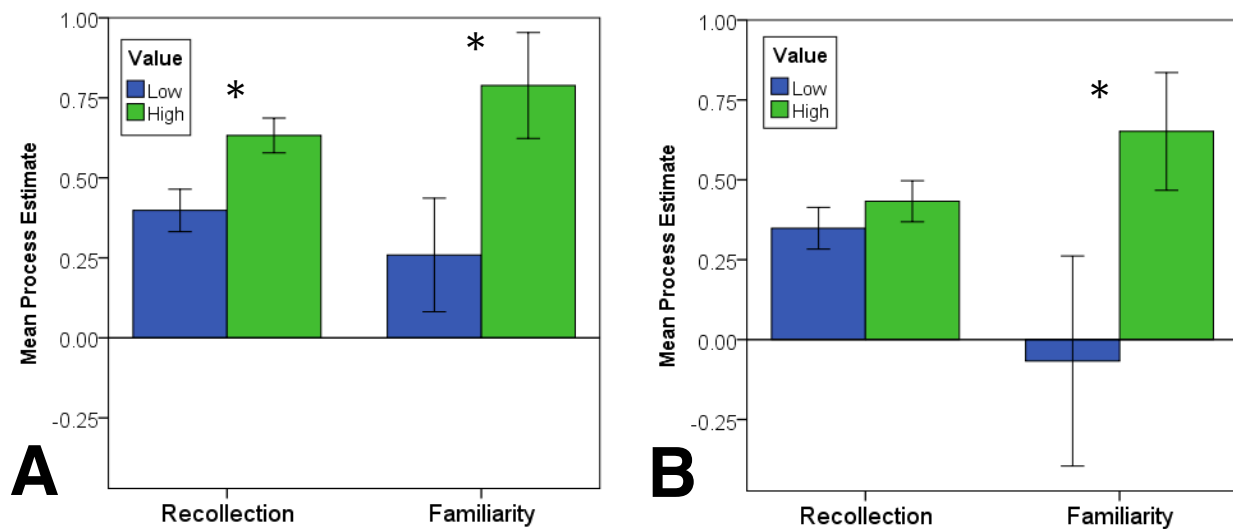 1.00
0.75
0.50
0.25
0.00
-0.25
Mean Process Estimate
Value
Low
High
*
*
Recollection
Familiarity
A
1.00
0.75
0.50
0.25
0.00
-0.25
Mean Process Estimate
Value
Low
High
*
Recollection
Familiarity
B